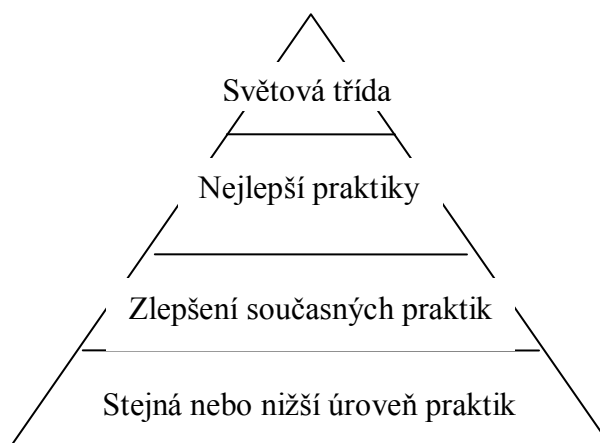 Světová třída
Nejlepší praktiky
Zlepšení současných praktik
Stejná nebo nižší úroveň praktik